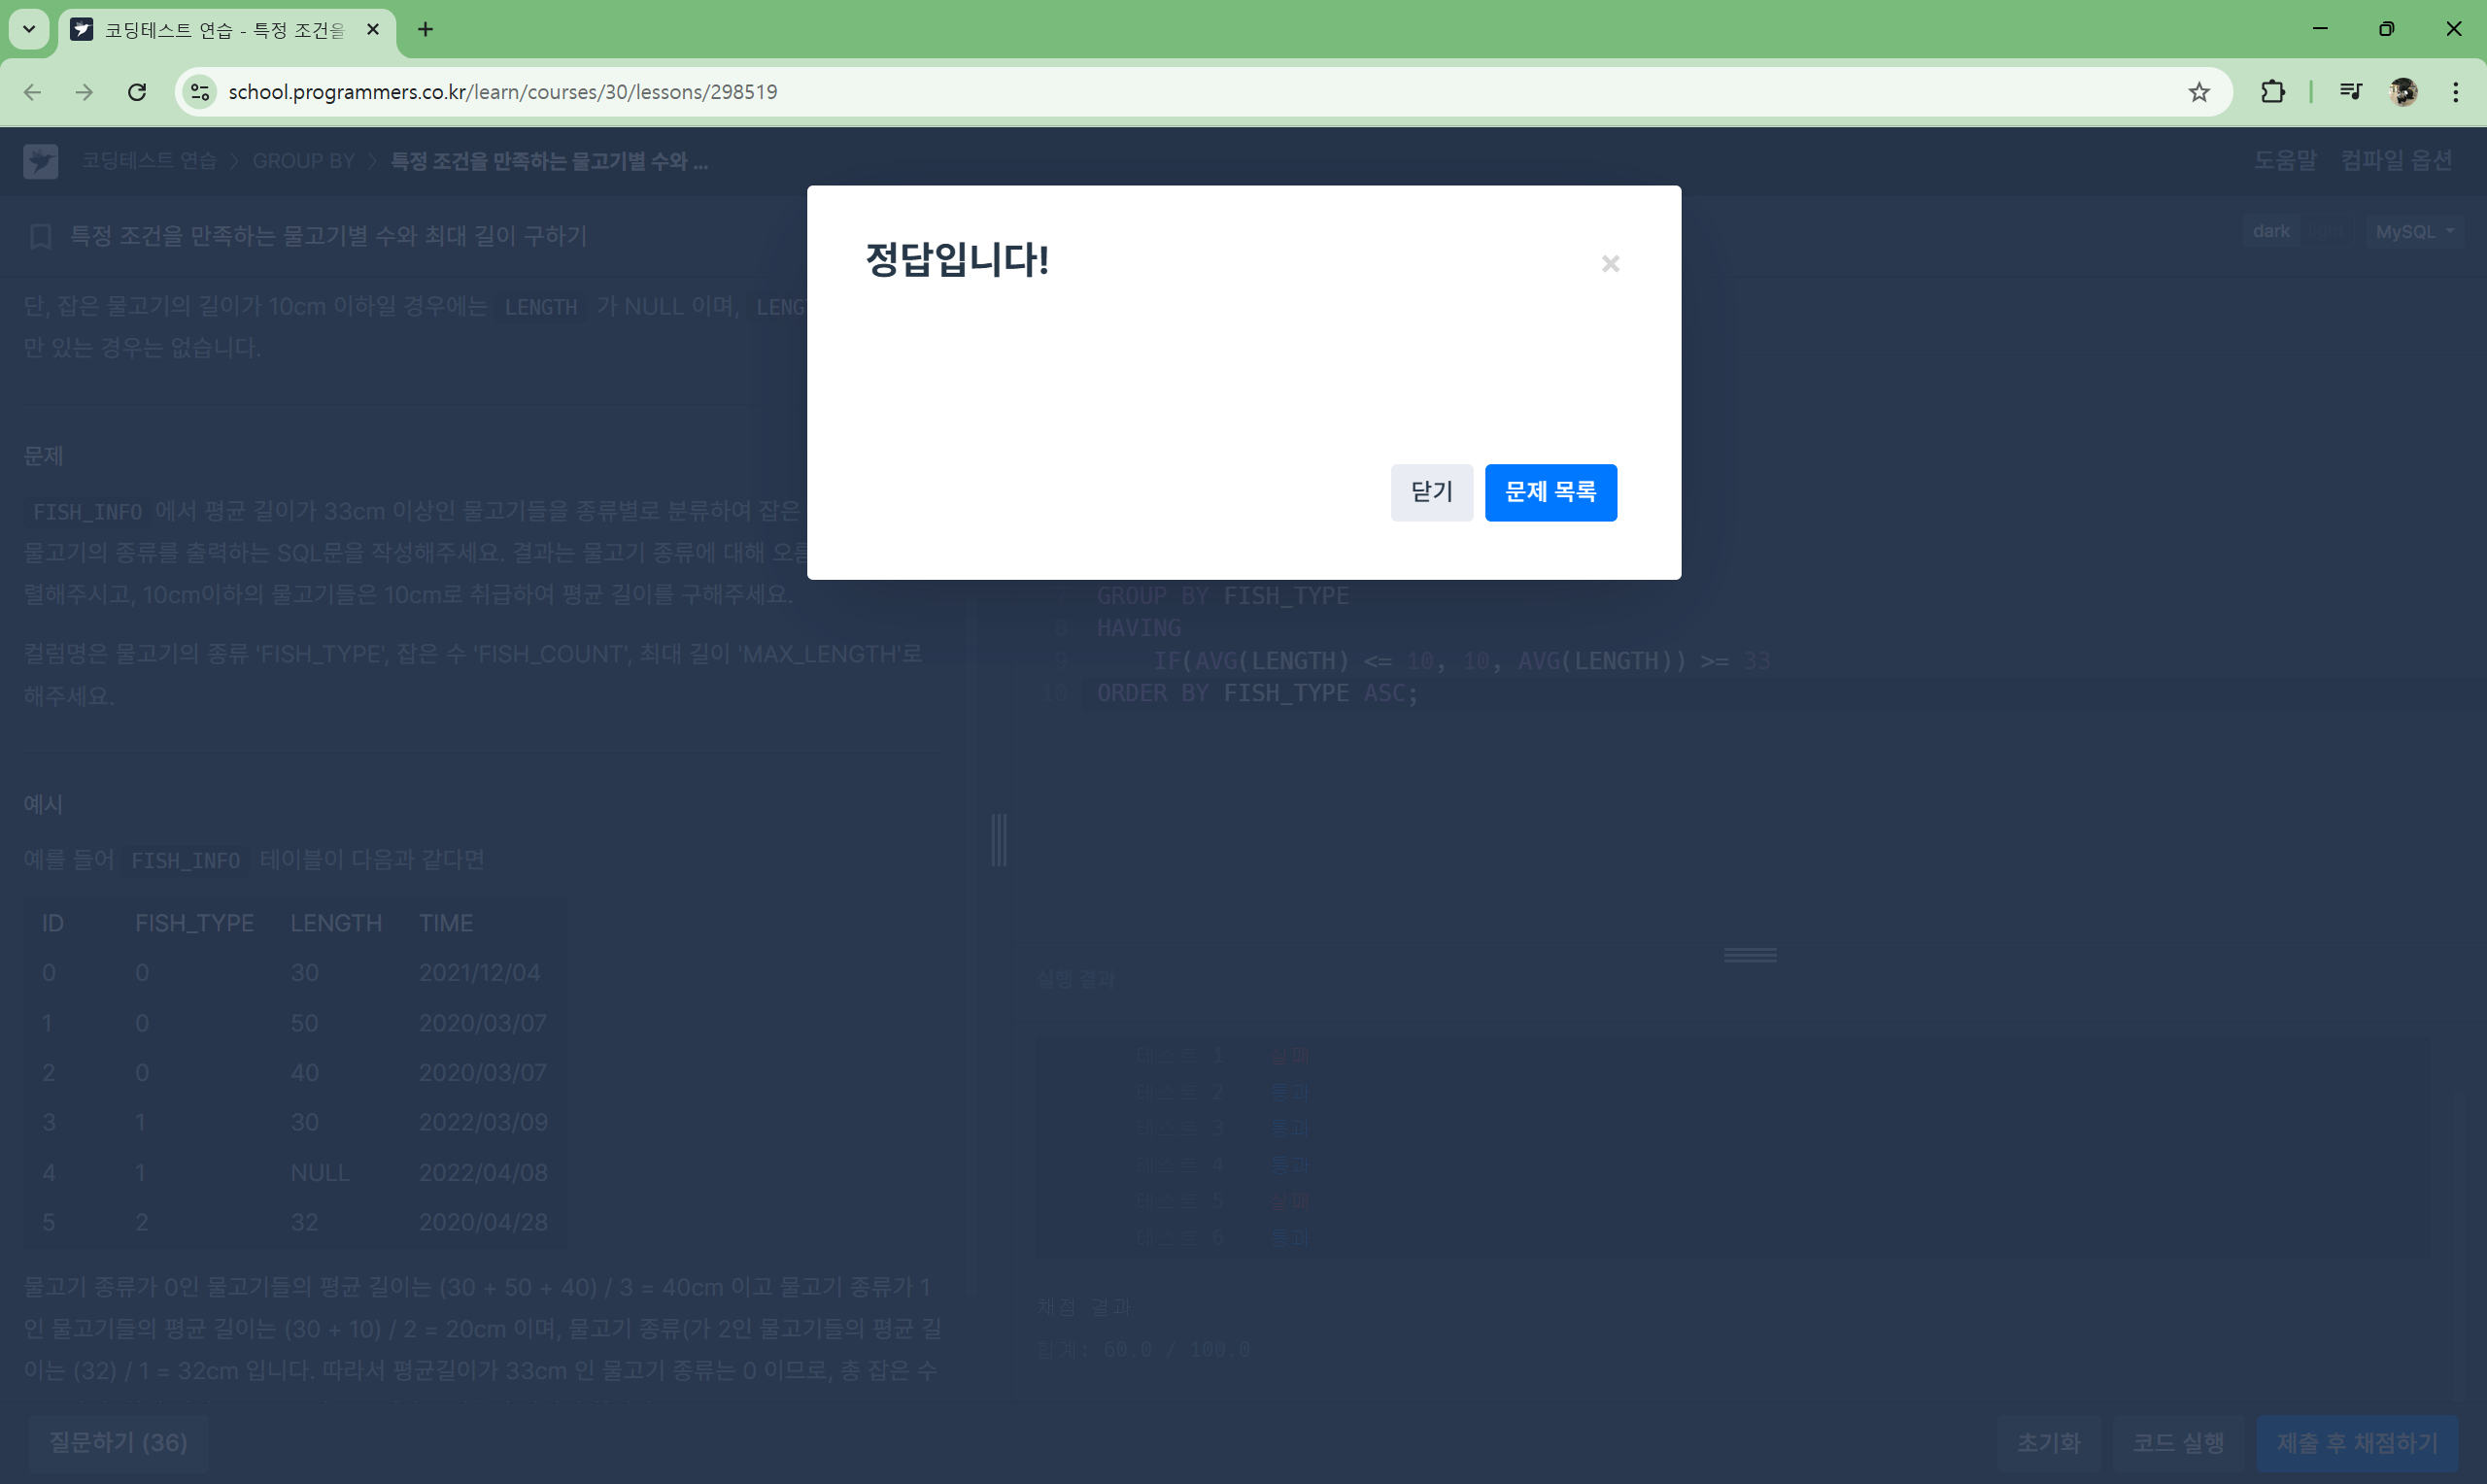 코딩테스트 연습 - 특정 조건을
school.programmers.co.kr/learn/courses/30/lessons/298519
코딩테스트 연습 > GROUP BY > 특정 조건을 만족하는 물고기별 수와 ...
도움말 컴파일 옵션
특정 조건을 만족하는 물고기별 수와 최대 길이 구하기
dark light MySQL
정답입니다!
×
닫기 문제 목록
단, 잡은 물고기의 길이가 10cm 이하일 경우에는 LENGTH 가 NULL 이며,
만 있는 경우는 없습니다.
문제
FISH_INFO 에서 평균 길이가 33cm 이상인 물고기들을 종류별로 분류하여 잡은
물고기의 종류를 출력하는 SQL문을 작성해주세요. 결과는 물고기 종류에 대해
렬해주시고, 10cm이하의 물고기들은 10cm로 취급하여 평균 길이를 구해주세요.
컬럼명은 물고기의 종류 'FISH_TYPE', 잡은 수 'FISH_COUNT', 최대 길이 'MAX_LENGTH'로
해주세요.
예시
예를 들어 FISH_INFO 테이블이 다음과 같다면
ID FISH_TYPE LENGTH TIME
0 0 30 2021/12/04
1 0 50 2020/03/07
2 0 40 2020/03/07
3 1 30 2022/03/09
4 1 NULL 2022/04/08
5 2 32 2020/04/28
물고기 종류가 0인 물고기들의 평균 길이는 (30 + 50 + 40) / 3 = 40cm 이고 물고기 종류가 1
인 물고기들의 평균 길이는 (30 + 10) / 2 = 20cm 이며, 물고기 종류(가 2인 물고기들의 평균 길
이는 (32) / 1 = 32cm 입니다. 따라서 평균길이가 33cm 인 물고기 종류는 0 이므로, 총 잡은 수
7 GROUP BY FISH_TYPE
8 HAVING
9 IF(AVG(LENGTH) <= 10, 10, AVG(LENGTH)) >= 33
10 ORDER BY FISH_TYPE ASC;
실행 결과
테스트 1 실패
테스트 2 통과
테스트 3 통과
테스트 4 통과
테스트 5 실패
테스트 6 통과
채점 결과
합계: 60.0 / 100.0
질문하기 (36)
초기화 코드 실행 제출 후 채점하기